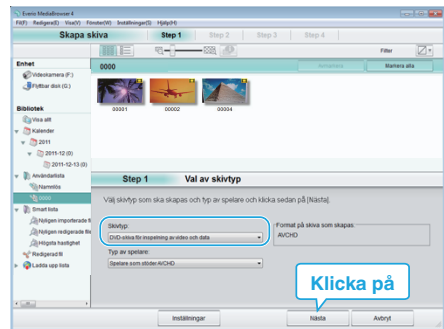 Everio MediaBrowser 4
Fil(F) Redigera(E) Visa(V) Fönster(W) Inställningar(S) Hjälp(H)
Skapa skiva
Step 1
Step 2
Step 3
Step 4
Filter
Enhet
Videokamera (F:)
Flyttbar disk (G:)
Bibliotek
Visa allt
Kalender
2011
2011-12 (0)
2011-12-13 (0)
Användarlista
Namnlös
0000
Smart lista
Nyligen importerade fi
Nyligen redigerade file
Högsta hastighet
Redigerad fil
Ladda upp lista
0000
Markera alla
00001
00002
00004
Step 1
Val av skivtyp
Välj skivtyp som ska skapas och typ av spelare och klicka sedan på [Nästa].
Skivtyp:
DVD-skiva för inspelning av video och data
Typ av spelare:
Spelare som stöder AVCHD
Format på skiva som skapas:
AVCHD
Klicka på
Inställningar
Nästa
Avbryt